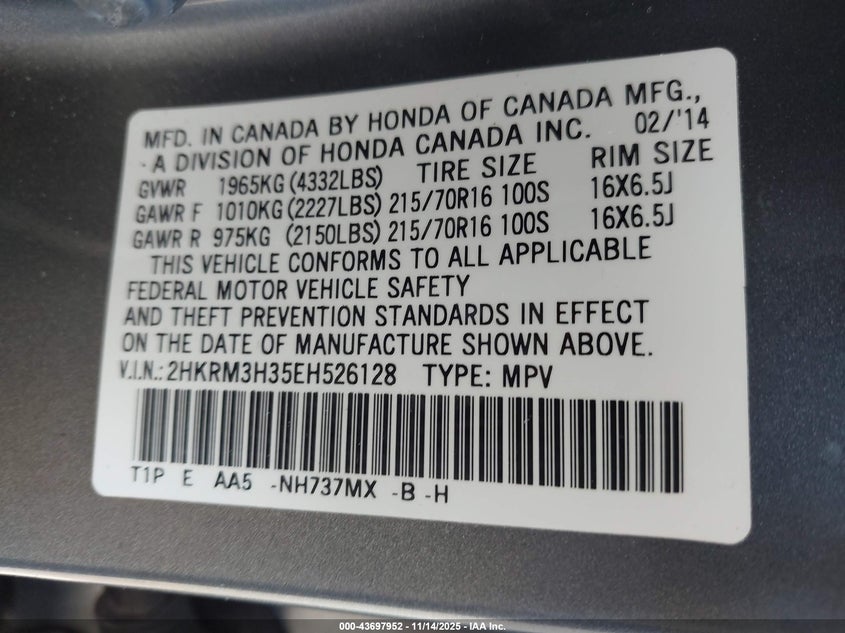 MFD. IN CANADA BY HONDA OF CANADA MFG.,
- A DIVISION OF HONDA CANADA INC. 02/'14
GVWR 1965KG (4332LBS) TIRE SIZE RIM SIZE
GAWR F 1010KG (2227LBS) 215/70R16 100S 16X6.5J
GAWR R 975KG (2150LBS) 215/70R16 100S 16X6.5J
THIS VEHICLE CONFORMS TO ALL APPLICABLE
FEDERAL MOTOR VEHICLE SAFETY
AND THEFT PREVENTION STANDARDS IN EFFECT
ON THE DATE OF MANUFACTURE SHOWN ABOVE.
V.I.N.: 2HKRM3H35EH526128 TYPE: MPV
T1P E AA5 -NH737MX -B -H
000-43697952 | 11/14/2025 - IAA Inc.